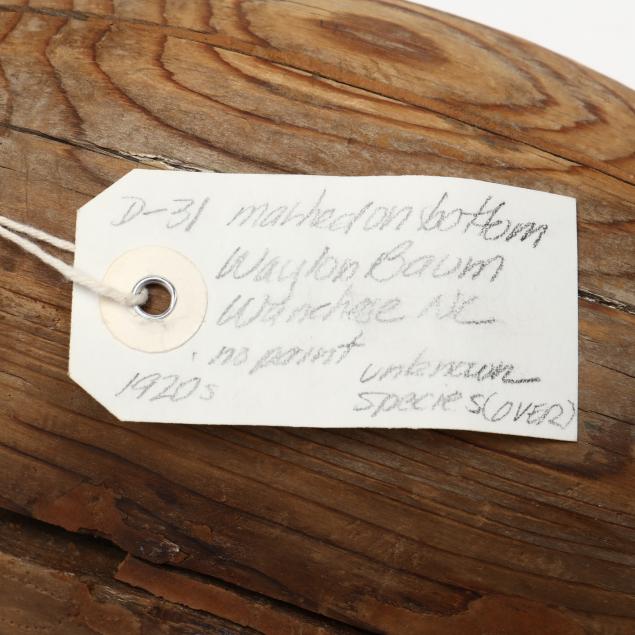 D-31 marked on bottom
Waylon Baum
Wanchese NC
no paint unknown
1920s species (OVER)